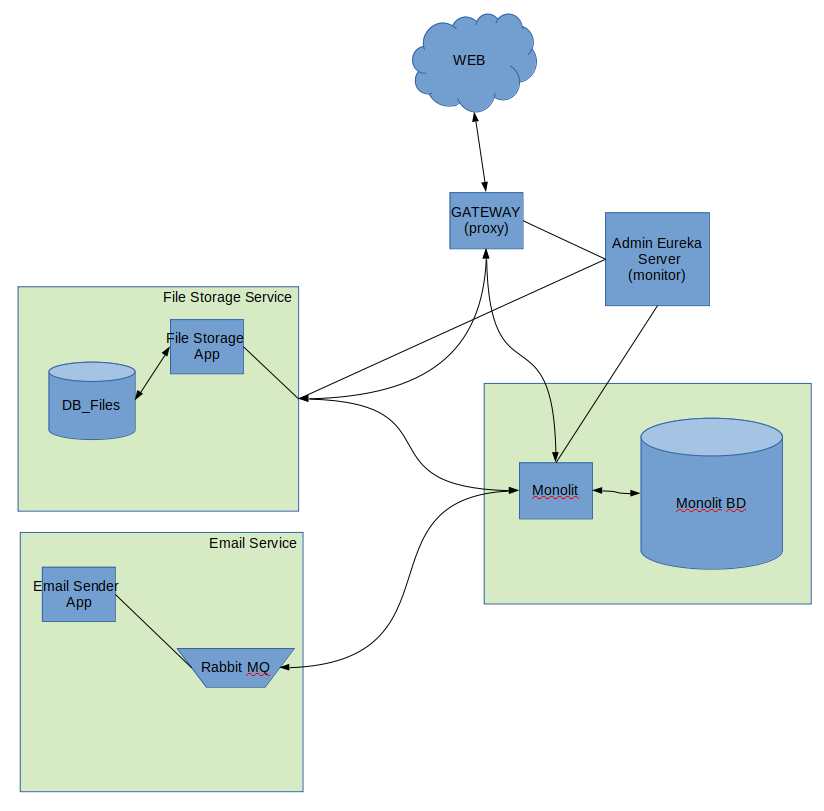 WEB
GATEWAY
(proxy)
Admin Eureka
Server
(monitor)
File Storage Service
File Storage
App
DB_Files
Monolit
Monolit BD
Email Service
Email Sender
App
Rabbit MQ